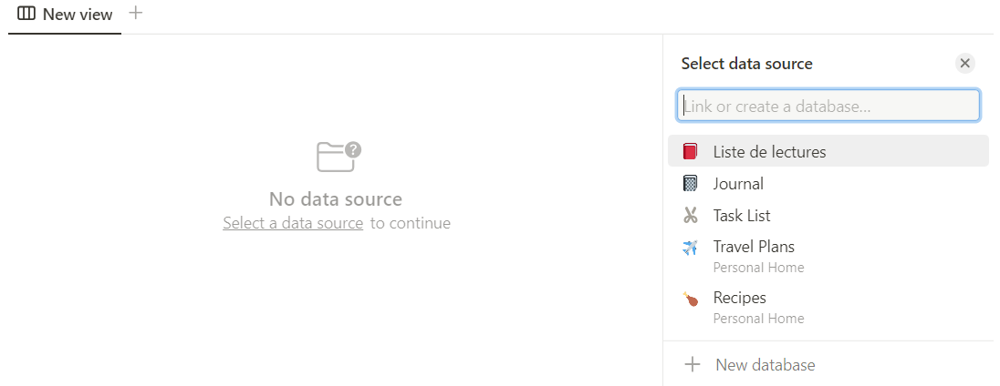 New view
Select data source
Link or create a database...
Liste de lectures
Journal
Task List
Travel Plans
Personal Home
Recipes
Personal Home
New database
No data source
Select a data source to continue